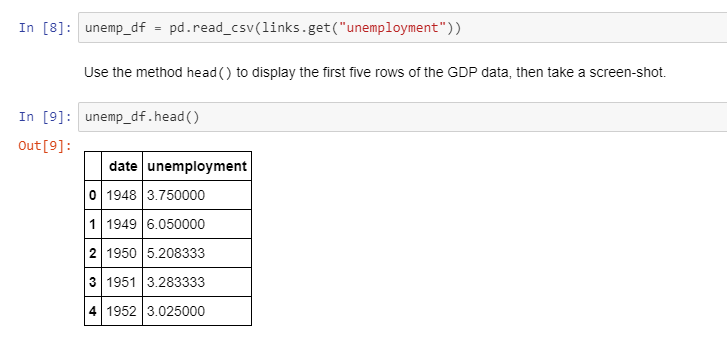 In [8]: unemp_df = pd.read_csv(links.get("unemployment"))
Use the method head() to display the first five rows of the GDP data, then take a screen-shot.
In [9]: unemp_df.head()
Out[9]:
date unemployment
0 1948 3.750000
1 1949 6.050000
2 1950 5.208333
3 1951 3.283333
4 1952 3.025000